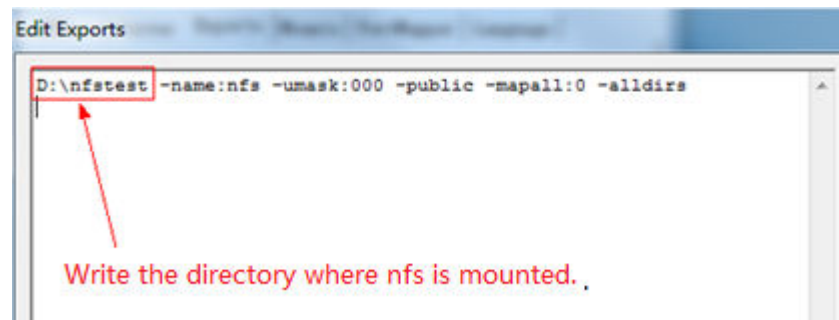 Edit Exports
D:\nfstest -name:nfs -umask:000 -public -mapall:0 -alldirs
Write the directory where nfs is mounted. .